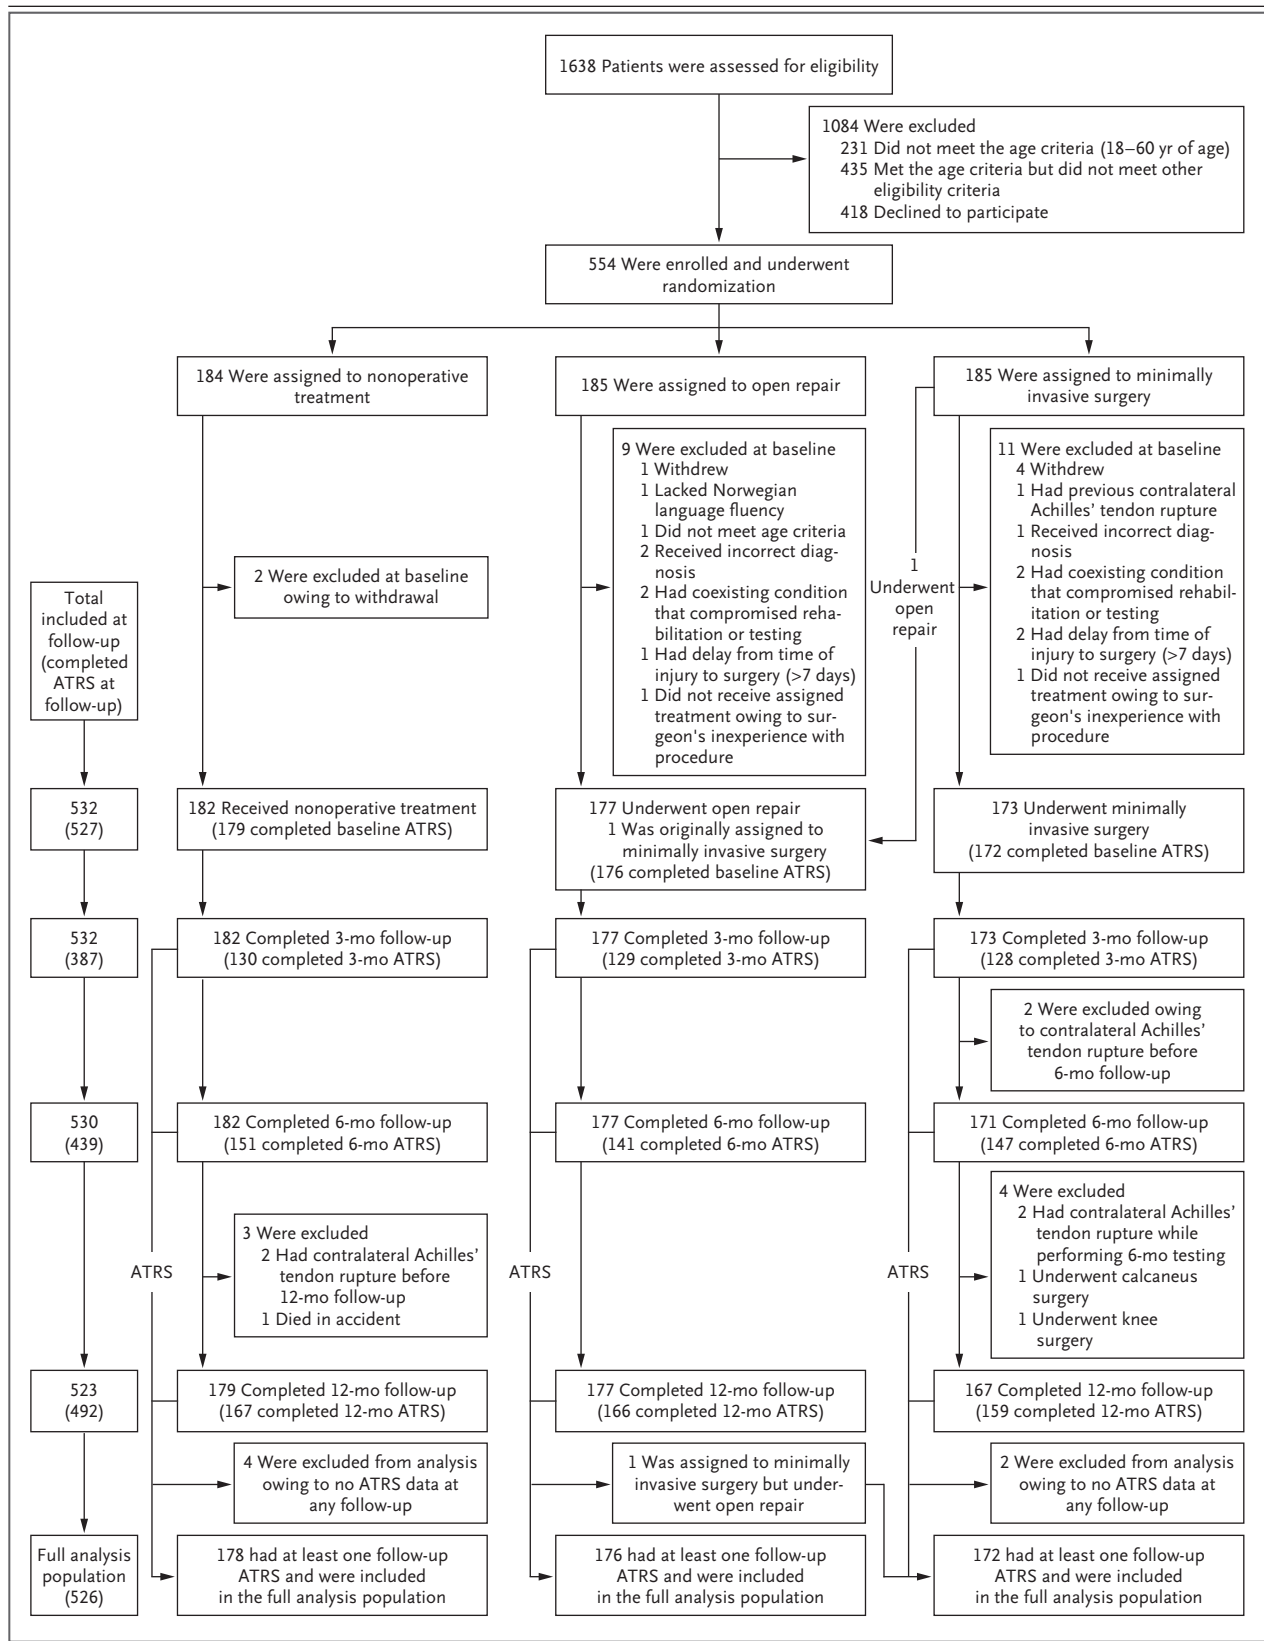 1638 Patients were assessed for eligibility
1084 Were excluded
231 Did not meet the age criteria (18–60 yr of age)
435 Met the age criteria but did not meet other
eligibility criteria
418 Declined to participate
554 Were enrolled and underwent
randomization
184 Were assigned to nonoperative
treatment
185 Were assigned to open repair
185 Were assigned to minimally
invasive surgery
2 Were excluded at baseline
owing to withdrawal
9 Were excluded at baseline
1 Withdrew
1 Lacked Norwegian
language fluency
1 Did not meet age criteria
2 Received incorrect diag-
nosis
2 Had coexisting condition
that compromised reha-
bilitation or testing
1 Had delay from time of
injury to surgery (>7 days)
1 Did not receive assigned
treatment owing to sur-
geon's inexperience with
procedure
1
Underwent
open
repair
11 Were excluded at baseline
4 Withdrew
1 Had previous contralateral
Achilles’ tendon rupture
1 Received incorrect diag-
nosis
2 Had coexisting condition
that compromised rehabil-
itation or testing
2 Had delay from time of
injury to surgery (>7 days)
1 Did not receive assigned
treatment owing to sur-
geon's inexperience with
procedure
Total
included at
follow-up
(completed
ATRS at
follow-up)
532
(527)
182 Received nonoperative treatment
(179 completed baseline ATRS)
177 Underwent open repair
1 Was originally assigned to
minimally invasive surgery
(176 completed baseline ATRS)
173 Underwent minimally
invasive surgery
(172 completed baseline ATRS)
532
(387)
182 Completed 3-mo follow-up
(130 completed 3-mo ATRS)
177 Completed 3-mo follow-up
(129 completed 3-mo ATRS)
173 Completed 3-mo follow-up
(128 completed 3-mo ATRS)
2 Were excluded owing
to contralateral Achilles’
tendon rupture before
6-mo follow-up
530
(439)
182 Completed 6-mo follow-up
(151 completed 6-mo ATRS)
177 Completed 6-mo follow-up
(141 completed 6-mo ATRS)
171 Completed 6-mo follow-up
(147 completed 6-mo ATRS)
ATRS
3 Were excluded
2 Had contralateral Achilles’
tendon rupture before
12-mo follow-up
1 Died in accident
ATRS
ATRS
4 Were excluded
2 Had contralateral Achilles’
tendon rupture while
performing 6-mo testing
1 Underwent calcaneus
surgery
1 Underwent knee
surgery
523
(492)
179 Completed 12-mo follow-up
(167 completed 12-mo ATRS)
177 Completed 12-mo follow-up
(166 completed 12-mo ATRS)
167 Completed 12-mo follow-up
(159 completed 12-mo ATRS)
4 Were excluded from analysis
owing to no ATRS data at
any follow-up
1 Was assigned to minimally
invasive surgery but under-
went open repair
2 Were excluded from analysis
owing to no ATRS data at
any follow-up
Full analysis
population
(526)
178 had at least one follow-up
ATRS and were included
in the full analysis population
176 had at least one follow-up
ATRS and were included
in the full analysis population
172 had at least one follow-up
ATRS and were included
in the full analysis population